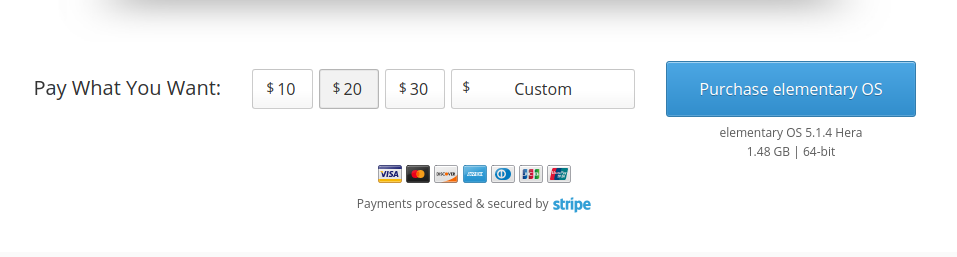 Pay What You Want:
$ 10
$ 20
$ 30
$ Custom
Purchase elementary OS
elementary OS 5.1.4 Hera
1.48 GB | 64-bit
VISA DISCOVER JCB
Payments processed & secured by stripe